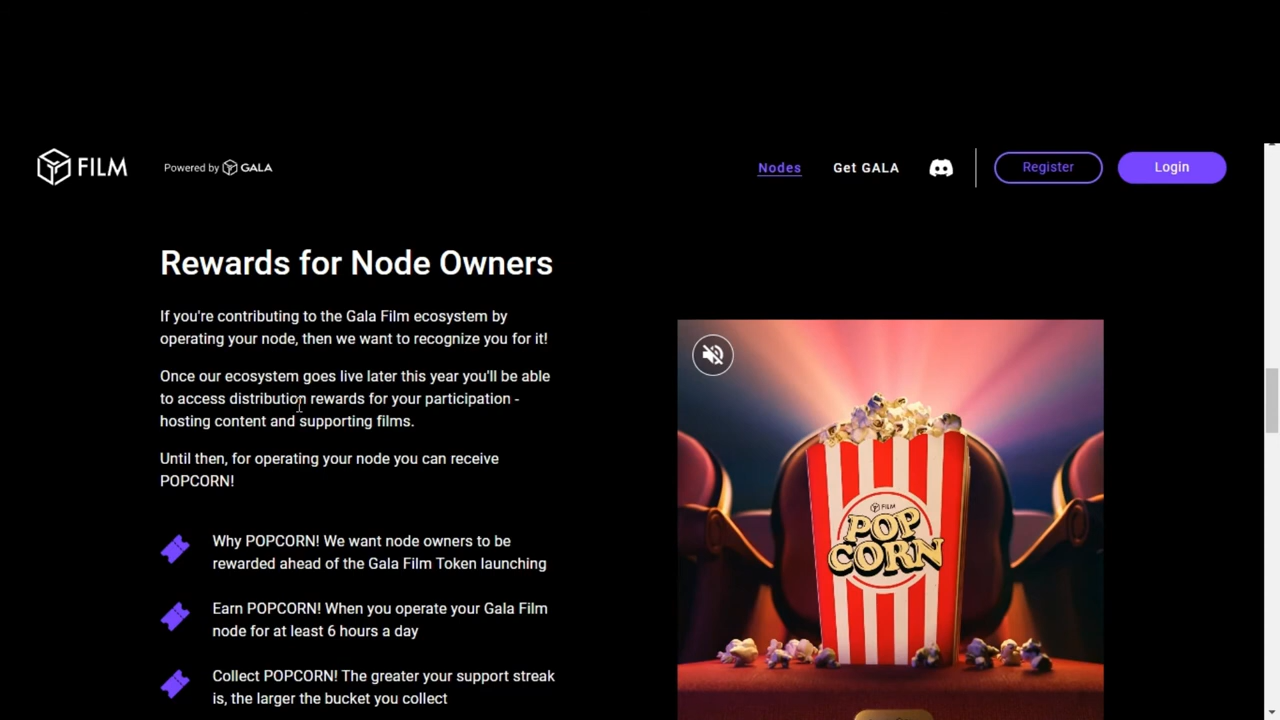 FILM
Powered by GALA
Nodes
Get GALA
Register
Login
Rewards for Node Owners
If you're contributing to the Gala Film ecosystem by
operating your node, then we want to recognize you for it!
Once our ecosystem goes live later this year you'll be able
to access distribution rewards for your participation -
hosting content and supporting films.
Until then, for operating your node you can receive
POPCORN!
Why POPCORN! We want node owners to be
rewarded ahead of the Gala Film Token launching
Earn POPCORN! When you operate your Gala Film
node for at least 6 hours a day
Collect POPCORN! The greater your support streak
is, the larger the bucket you collect
FILM
POP
CORN